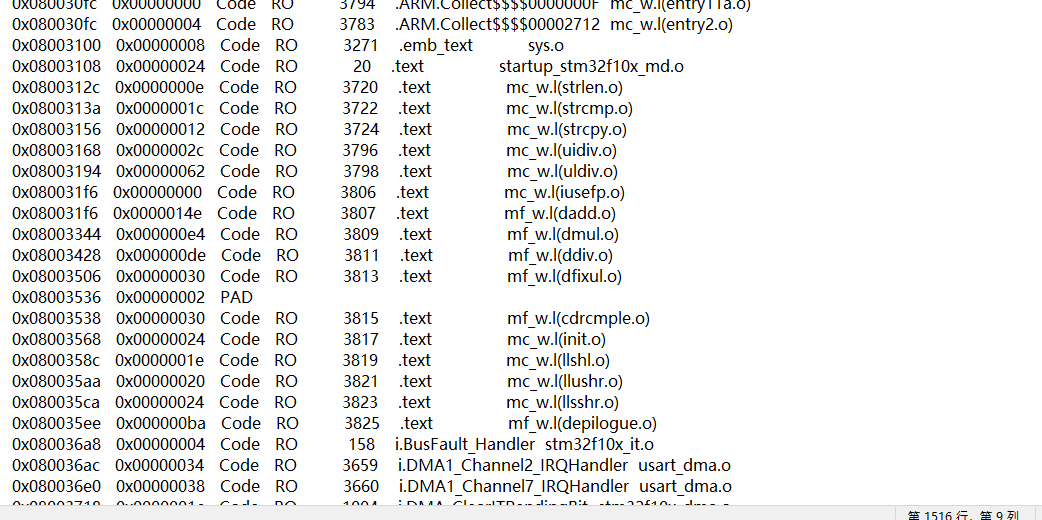 0x080030fc 0x00000000 Code RO 3794 .ARM.Collect$$$$0000000F mc_w.l(entry11a.o)
0x080030fc 0x00000004 Code RO 3783 .ARM.Collect$$$$00002712 mc_w.l(entry2.o)
0x08003100 0x00000008 Code RO 3271 .emb_text sys.o
0x08003108 0x00000024 Code RO 20 .text startup_stm32f10x_md.o
0x0800312c 0x0000000e Code RO 3720 .text mc_w.l(strlen.o)
0x0800313a 0x0000001c Code RO 3722 .text mc_w.l(strcmp.o)
0x08003156 0x00000012 Code RO 3724 .text mc_w.l(strcpy.o)
0x08003168 0x0000002c Code RO 3796 .text mc_w.l(uidiv.o)
0x08003194 0x00000062 Code RO 3798 .text mc_w.l(uldiv.o)
0x080031f6 0x00000000 Code RO 3806 .text mc_w.l(iusefp.o)
0x080031f6 0x0000014e Code RO 3807 .text mf_w.l(dadd.o)
0x08003344 0x000000e4 Code RO 3809 .text mf_w.l(dmul.o)
0x08003428 0x000000de Code RO 3811 .text mf_w.l(ddiv.o)
0x08003506 0x00000030 Code RO 3813 .text mf_w.l(dfixul.o)
0x08003536 0x00000002 PAD
0x08003538 0x00000030 Code RO 3815 .text mf_w.l(cdrcmple.o)
0x08003568 0x00000024 Code RO 3817 .text mc_w.l(init.o)
0x0800358c 0x0000001e Code RO 3819 .text mc_w.l(llshl.o)
0x080035aa 0x00000020 Code RO 3821 .text mc_w.l(llushr.o)
0x080035ca 0x00000024 Code RO 3823 .text mc_w.l(llsshr.o)
0x080035ee 0x000000ba Code RO 3825 .text mf_w.l(depilogue.o)
0x080036a8 0x00000004 Code RO 158 i.BusFault_Handler stm32f10x_it.o
0x080036ac 0x00000034 Code RO 3659 i.DMA1_Channel2_IRQHandler usart_dma.o
0x080036e0 0x00000038 Code RO 3660 i.DMA1_Channel7_IRQHandler usart_dma.o
0x08003718 0x0000001c Code RO i.DMA_ClearITPendingBit stm32f10x_dma.o
第 1516 行, 第 9 列